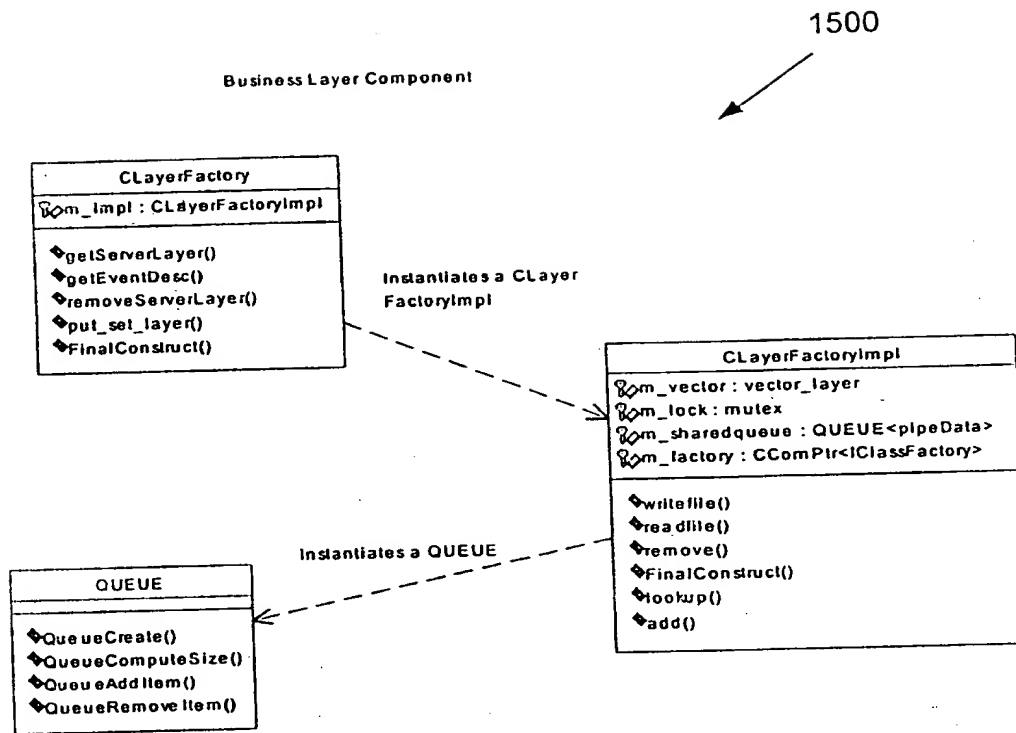 1500
Business Layer Component
CLayerFactory
m_Impl : CLayerFactoryImpl
getServerLayer()
getEventDesc()
removeServerLayer()
put_set_layer()
FinalConstruct()
Instantiates a CLayer
FactoryImpl
CLayerFactoryImpl
m_vector : vector_layer
m_lock : mutex
m_sharedqueue : QUEUE<pipeData>
m_factory : CComPtr<IClassFactory>
writefile()
readfile()
remove()
FinalConstruct()
lookup()
add()
Instantiates a QUEUE
QUEUE
QueueCreate()
QueueComputeSize()
QueueAddItem()
QueueRemoveItem()